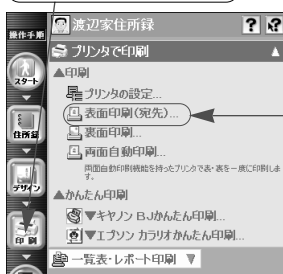 操作手順
渡辺家住所録
? ?
プリンタで印刷 ▲
スタート
▲印刷
プリンタの設定...
表面印刷(宛先)...
住所録
裏面印刷...
両面自動印刷...
両面自動印刷機能を持ったプリンタで表・裏を一度に印刷します
デザイン
▲かんたん印刷
▼キヤノン BJかんたん印刷...
印刷
▼エプソン カラリオかんたん印刷...
一覧表・レポート印刷 ▼